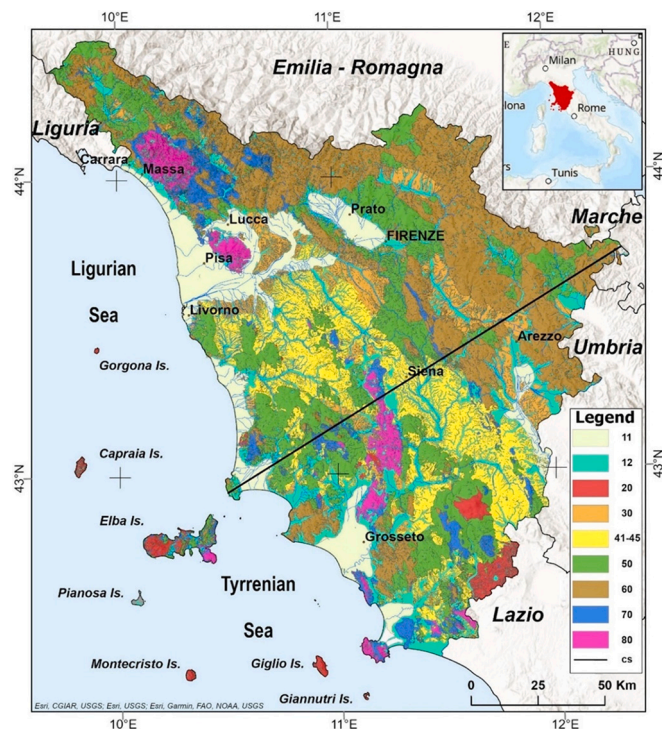 10°E
11°E
12°E
Emilia - Romagna
E
Milan
HUNG
lona
Rome
rs
Tunis
Liguria
Carrara
Massa
44°N
44°N
Prato
Lucca
FIRENZE
Marche
Pisa
Ligurian
Sea
Livorno
Arezzo
Umbria
Gorgona Is.
Siena
Legend
11
12
20
30
41-45
50
60
70
80
cs
Capraia Is.
43°N
43°N
Elba Is.
Grosseto
Tyrrenian
Sea
Pianosa Is.
Lazio
Montecristo Is.
Giglio Is.
Giannutri Is.
0 25 50 Km
Esri, CGIAR, USGS; Esri, USGS; Esri, Garmin, FAO, NOAA, USGS
10°E
11°E
12°E